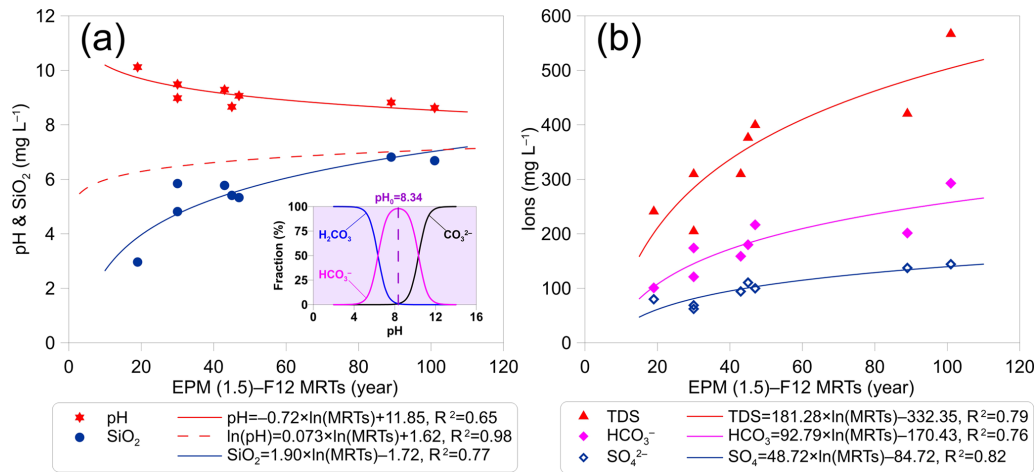 (a)
pH & SiO₂ (mg L⁻¹)
12
10
8
6
4
2
0
0 20 40 60 80 100 120
EPM (1.5)–F12 MRTs (year)
pH₀=8.34
Fraction (%)
100
80
60
40
20
0
H₂CO₃
CO₃²⁻
HCO₃⁻
0 4 8 12 16
pH
pH pH=–0.72×ln(MRTs)+11.85, R²=0.65
SiO₂ ln(pH)=0.073×ln(MRTs)+1.62, R²=0.98
SiO₂=1.90×ln(MRTs)–1.72, R²=0.77
(b)
Ions (mg L⁻¹)
600
500
400
300
200
100
0
0 20 40 60 80 100 120
EPM (1.5)–F12 MRTs (year)
TDS TDS=181.28×ln(MRTs)–332.35, R²=0.79
HCO₃⁻ HCO₃=92.79×ln(MRTs)–170.43, R²=0.76
SO₄²⁻ SO₄=48.72×ln(MRTs)–84.72, R²=0.82